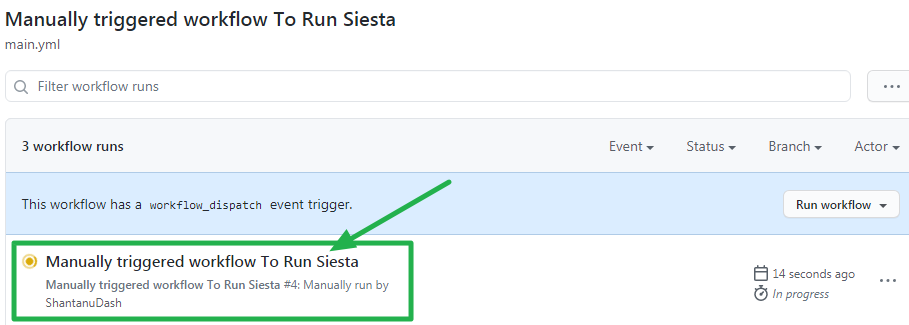 Manually triggered workflow To Run Siesta
main.yml
Filter workflow runs
3 workflow runs
Event Status Branch Actor
This workflow has a workflow_dispatch event trigger.
Run workflow
Manually triggered workflow To Run Siesta
Manually triggered workflow To Run Siesta #4: Manually run by
ShantanuDash
14 seconds ago
In progress